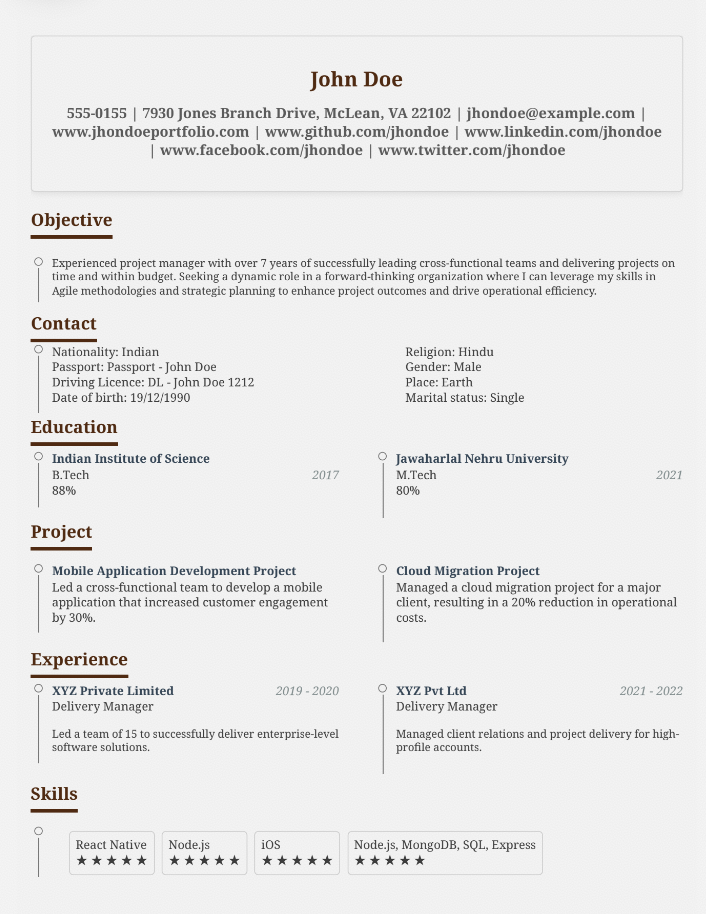 John Doe
555-0155 | 7930 Jones Branch Drive, McLean, VA 22102 | jhondoe@example.com |
www.jhondoeportfolio.com | www.github.com/jhondoe | www.linkedin.com/jhondoe
| www.facebook.com/jhondoe | www.twitter.com/jhondoe
Objective
Experienced project manager with over 7 years of successfully leading cross-functional teams and delivering projects on
time and within budget. Seeking a dynamic role in a forward-thinking organization where I can leverage my skills in
Agile methodologies and strategic planning to enhance project outcomes and drive operational efficiency.
Contact
Nationality: Indian
Passport: Passport - John Doe
Driving Licence: DL - John Doe 1212
Date of birth: 19/12/1990
Religion: Hindu
Gender: Male
Place: Earth
Marital status: Single
Education
Indian Institute of Science
B.Tech 2017
88%
Jawaharlal Nehru University
M.Tech 2021
80%
Project
Mobile Application Development Project
Led a cross-functional team to develop a mobile
application that increased customer engagement
by 30%.
Cloud Migration Project
Managed a cloud migration project for a major
client, resulting in a 20% reduction in operational
costs.
Experience
XYZ Private Limited 2019 - 2020
Delivery Manager
Led a team of 15 to successfully deliver enterprise-level
software solutions.
XYZ Pvt Ltd 2021 - 2022
Delivery Manager
Managed client relations and project delivery for high-
profile accounts.
Skills
React Native
★★★★★
Node.js
★★★★★
iOS
★★★★★
Node.js, MongoDB, SQL, Express
★★★★★